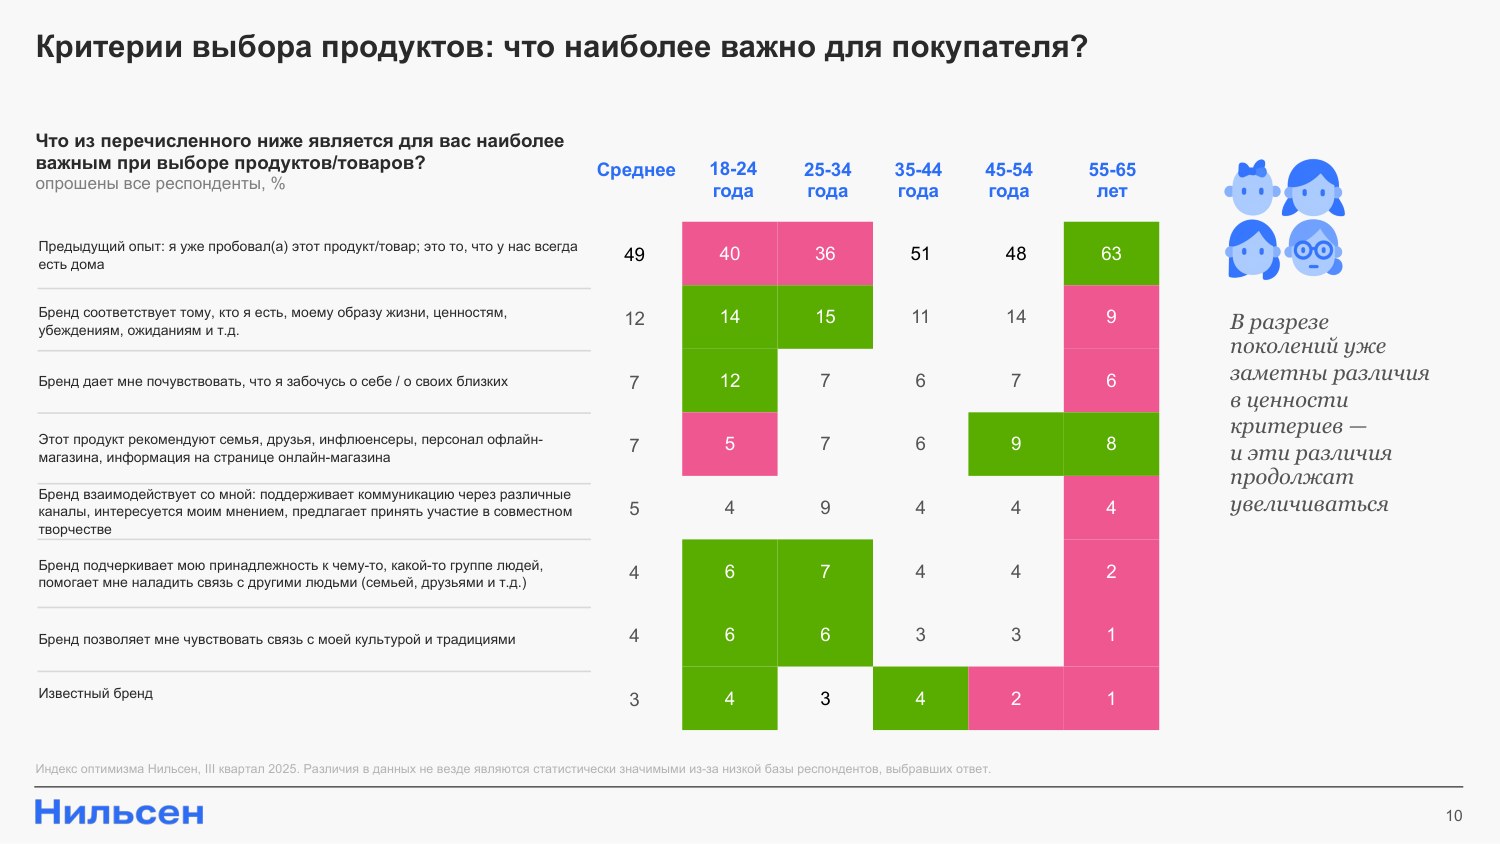 Критерии выбора продуктов: что наиболее важно для покупателя?
Что из перечисленного ниже является для вас наиболее
важным при выборе продуктов/товаров?
опрошены все респонденты, %
Среднее
18-24
года
25-34
года
35-44
года
45-54
года
55-65
лет
Предыдущий опыт: я уже пробовал(а) этот продукт/товар; это то, что у нас всегда
есть дома
49 40 36 51 48 63
Бренд соответствует тому, кто я есть, моему образу жизни, ценностям,
убеждениям, ожиданиям и т.д.
12 14 15 11 14 9
Бренд дает мне почувствовать, что я забочусь о себе / о своих близких
7 12 7 6 7 6
Этот продукт рекомендуют семья, друзья, инфлюенсеры, персонал офлайн-
магазина, информация на странице онлайн-магазина
7 5 7 6 9 8
Бренд взаимодействует со мной: поддерживает коммуникацию через различные
каналы, интересуется моим мнением, предлагает принять участие в совместном
творчестве
5 4 9 4 4 4
Бренд подчеркивает мою принадлежность к чему-то, какой-то группе людей,
помогает мне наладить связь с другими людьми (семьей, друзьями и т.д.)
4 6 7 4 4 2
Бренд позволяет мне чувствовать связь с моей культурой и традициями
4 6 6 3 3 1
Известный бренд
3 4 3 4 2 1
В разрезе
поколений уже
заметны различия
в ценности
критериев —
и эти различия
продолжат
увеличиваться
Индекс оптимизма Нильсен, III квартал 2025. Различия в данных не везде являются статистически значимыми из-за низкой базы респондентов, выбравших ответ.
Нильсен
10